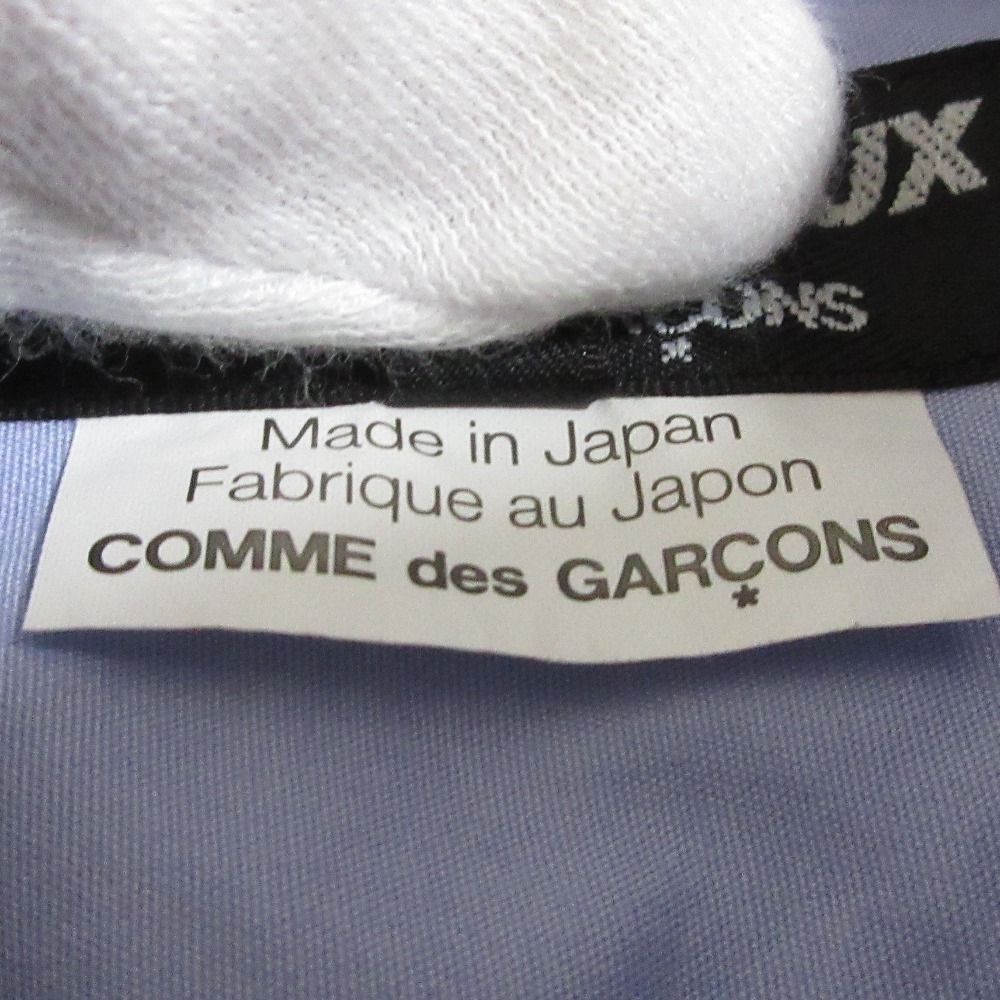 Made in Japan
Fabrique au Japon
COMME des GARÇONS
*